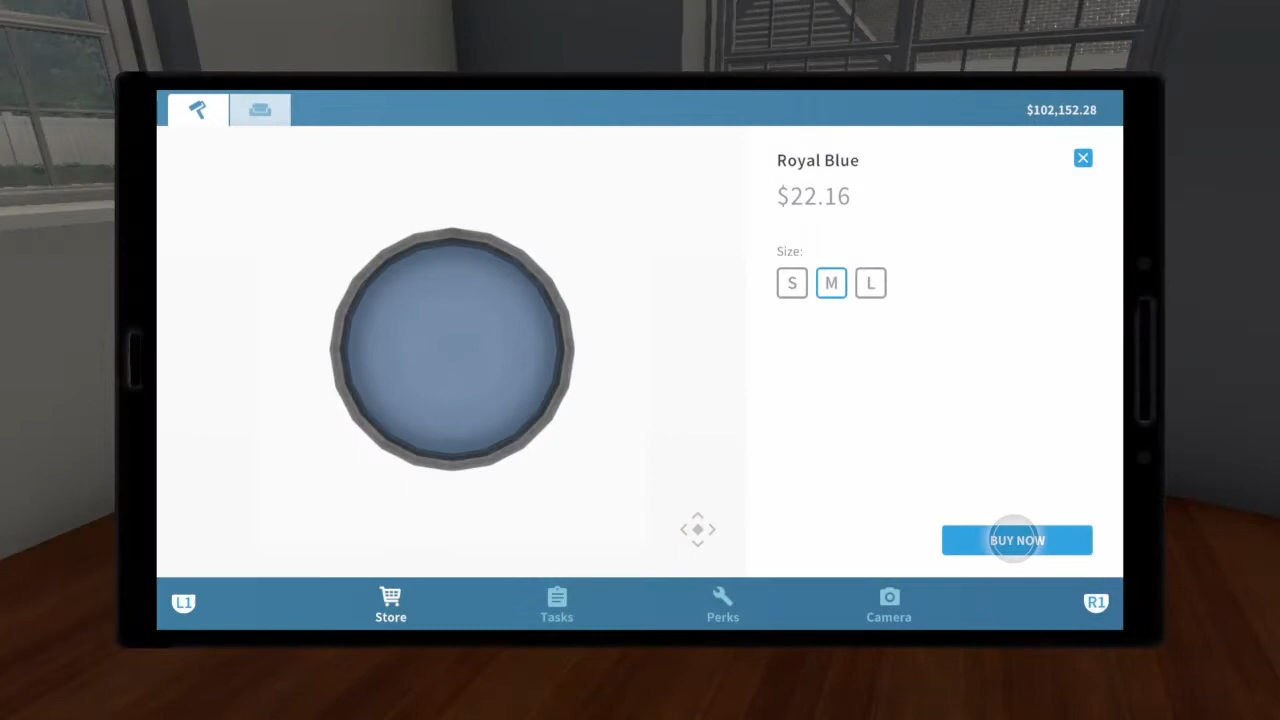 $102,152.28
Royal Blue
$22.16
Size:
S M L
BUY NOW
L1
Store
Tasks
Perks
Camera
R1